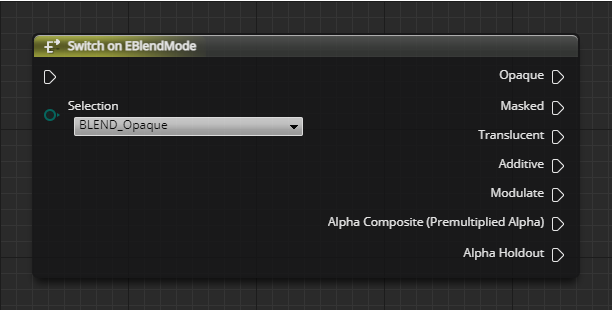 Switch on EBlendMode
Opaque
Selection
BLEND_Opaque
Masked
Translucent
Additive
Modulate
Alpha Composite (Premultiplied Alpha)
Alpha Holdout